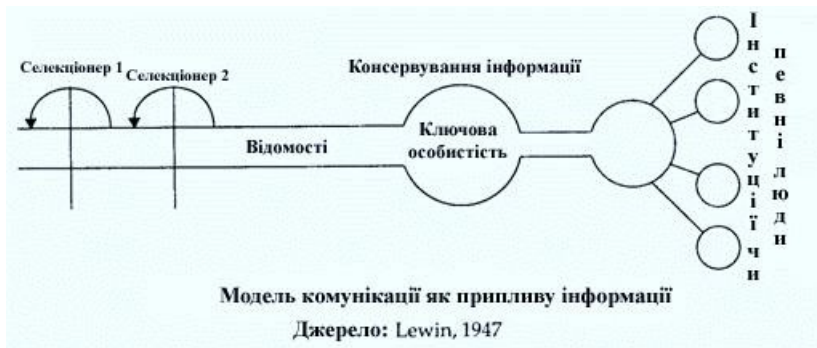 Селекціонер 1
Селекціонер 2
Консервування інформації
Відомості
Ключова
особистість
Інституції чи
певні люди
Модель комунікації як припливу інформації
Джерело: Lewin, 1947